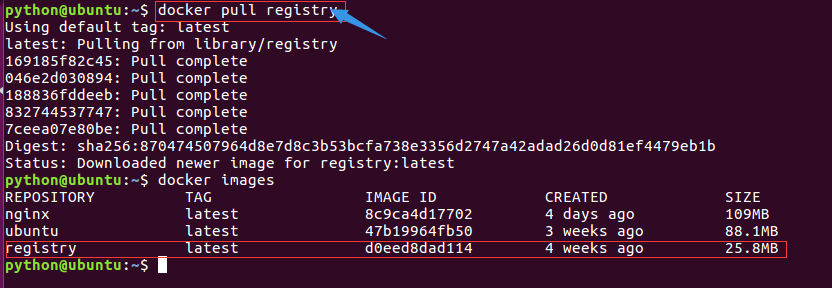 python@ubuntu:~$ docker pull registry
Using default tag: latest
latest: Pulling from library/registry
169185f82c45: Pull complete
046e2d030894: Pull complete
188836fddeeb: Pull complete
832744537747: Pull complete
7ceea07e80be: Pull complete
Digest: sha256:870474507964d8e7d8c3b53bcfa738e3356d2747a42adad26d0d81ef4479eb1b
Status: Downloaded newer image for registry:latest
python@ubuntu:~$ docker images
REPOSITORY TAG IMAGE ID CREATED SIZE
nginx latest 8c9ca4d17702 4 days ago 109MB
ubuntu latest 47b19964fb50 3 weeks ago 88.1MB
registry latest d0eed8dad114 4 weeks ago 25.8MB
python@ubuntu:~$